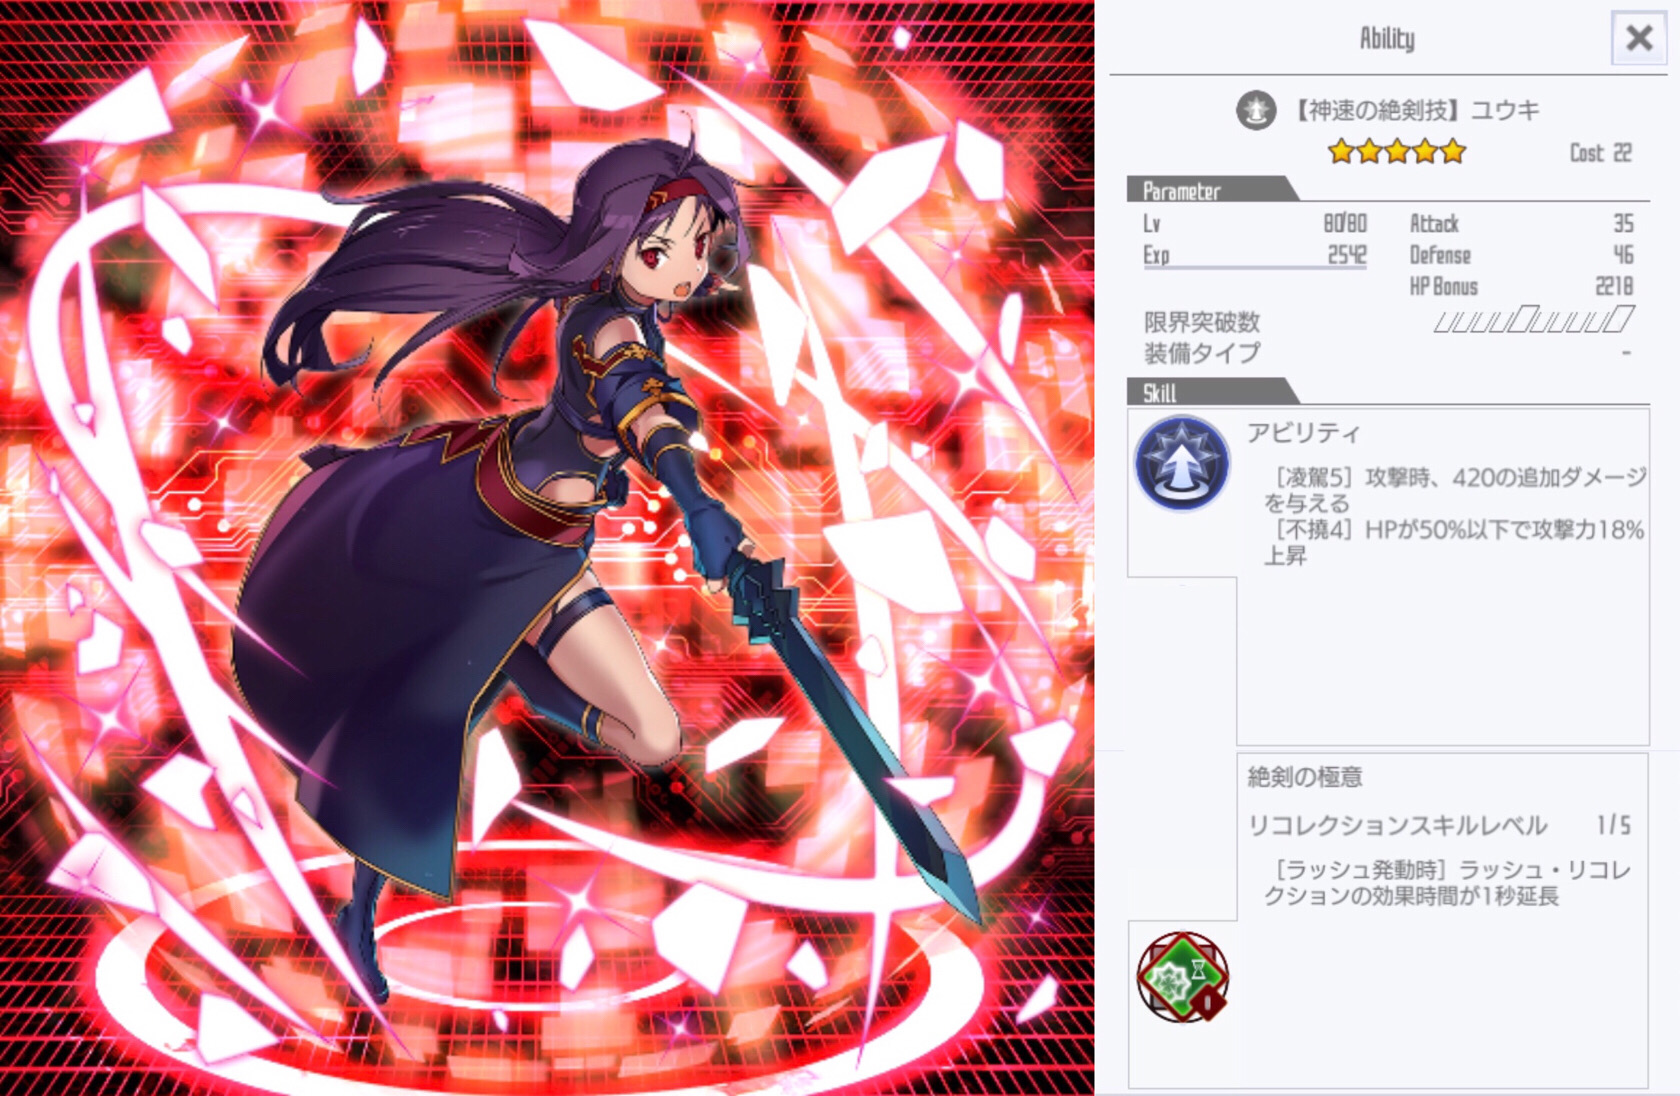 Ability
【神速の絶剣技】ユウキ
Cost 22
Parameter
Lv 80/80
Attack 35
Exp 2542
Defense 46
HP Bonus 2218
限界突破数
装備タイプ -
Skill
アビリティ
［凌駕5］攻撃時、420の追加ダメージ
を与える
［不撓4］HPが50%以下で攻撃力18%
上昇
絶剣の極意
リコレクションスキルレベル 1/5
［ラッシュ発動時］ラッシュ・リコレ
クションの効果時間が1秒延長
I